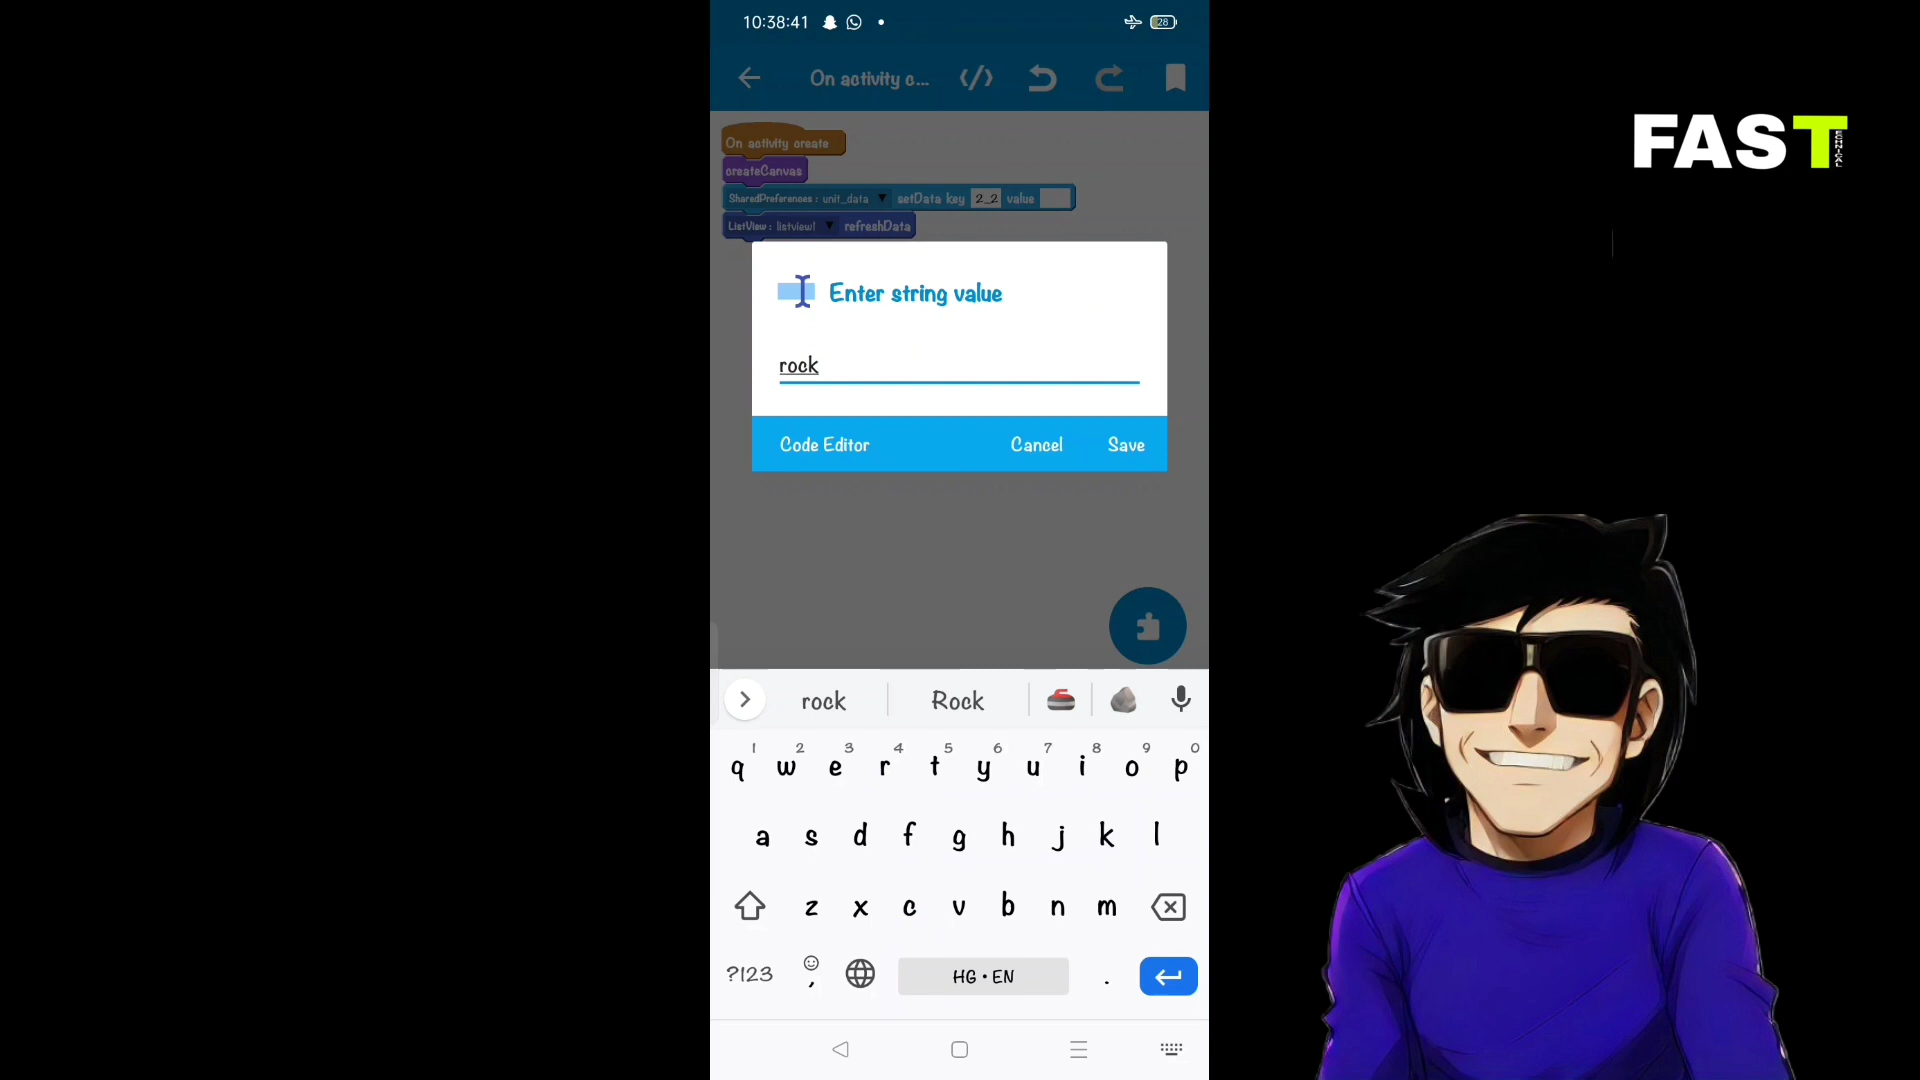 10:38:41
28
On activity c...
On activity create
createCanvas
SharedPreferences : unit_data setData key 2_2 value
ListView : listview1 refreshData
Enter string value
rock
Code Editor Cancel Save
rock Rock
1 2 3 4 5 6 7 8 9 0
q w e r t y u i o p
a s d f g h j k l
z x c v b n m
?123 , HG • EN .
FAST